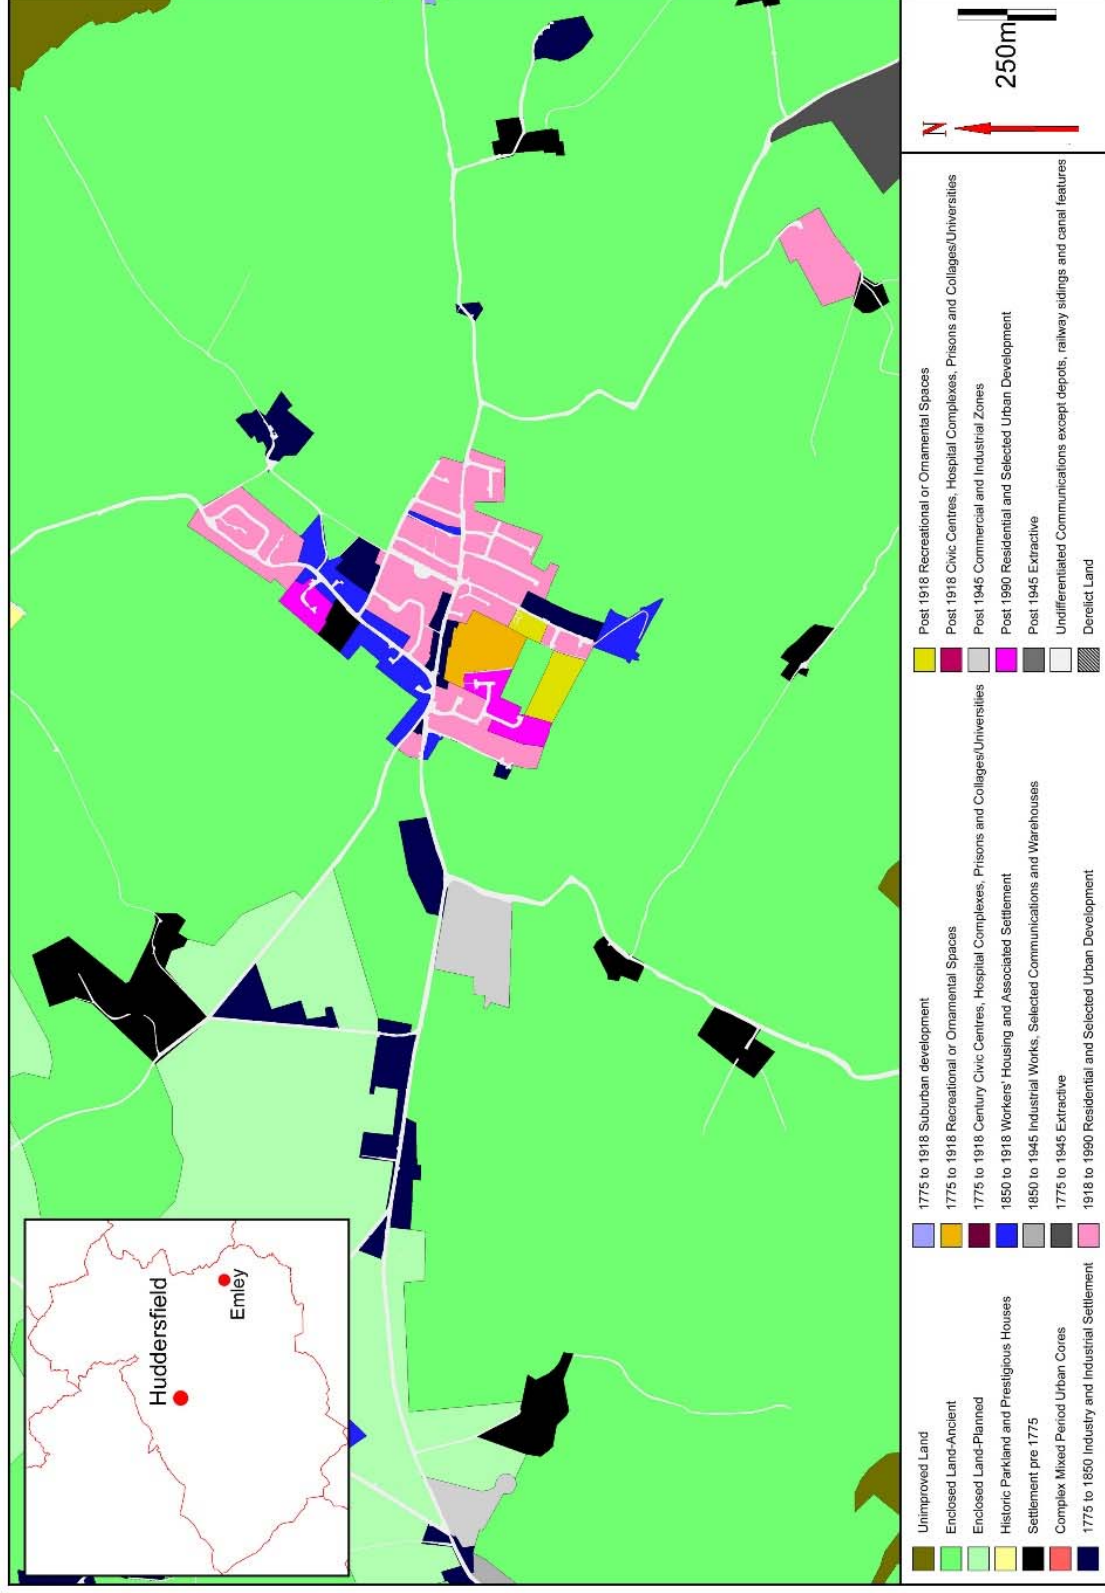 Huddersfield
Emley
Unimproved Land
Enclosed Land-Ancient
Enclosed Land-Planned
Historic Parkland and Prestigious Houses
Settlement pre 1775
Complex Mixed Period Urban Cores
1775 to 1850 Industry and Industrial Settlement
1775 to 1918 Suburban development
1775 to 1918 Recreational or Ornamental Spaces
1775 to 1918 Century Civic Centres, Hospital Complexes, Prisons and Collages/Universities
1850 to 1918 Workers' Housing and Associated Settlement
1850 to 1945 Industrial Works, Selected Communications and Warehouses
1775 to 1945 Extractive
1918 to 1990 Residential and Selected Urban Development
Post 1918 Recreational or Ornamental Spaces
Post 1918 Civic Centres, Hospital Complexes, Prisons and Collages/Universities
Post 1945 Commercial and Industrial Zones
Post 1990 Residential and Selected Urban Development
Post 1945 Extractive
Undifferentiated Communications except depots, railway sidings and canal features
Derelict Land
N
250m